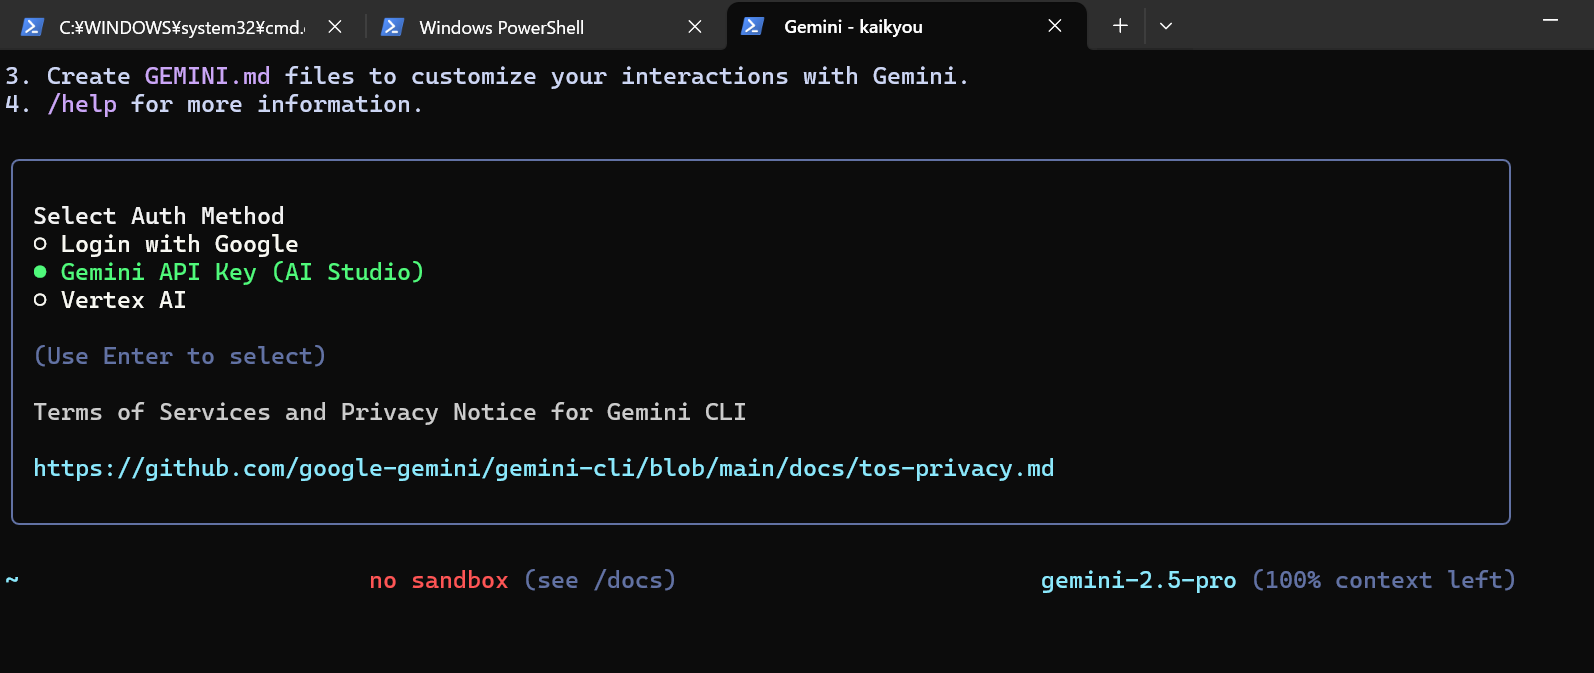 C:¥WINDOWS¥system32¥cmd.
Windows PowerShell
Gemini - kaikyou
3. Create GEMINI.md files to customize your interactions with Gemini.
4. /help for more information.
Select Auth Method
Login with Google
Gemini API Key (AI Studio)
Vertex AI
(Use Enter to select)
Terms of Services and Privacy Notice for Gemini CLI
https://github.com/google-gemini/gemini-cli/blob/main/docs/tos-privacy.md
~ no sandbox (see /docs) gemini-2.5-pro (100% context left)